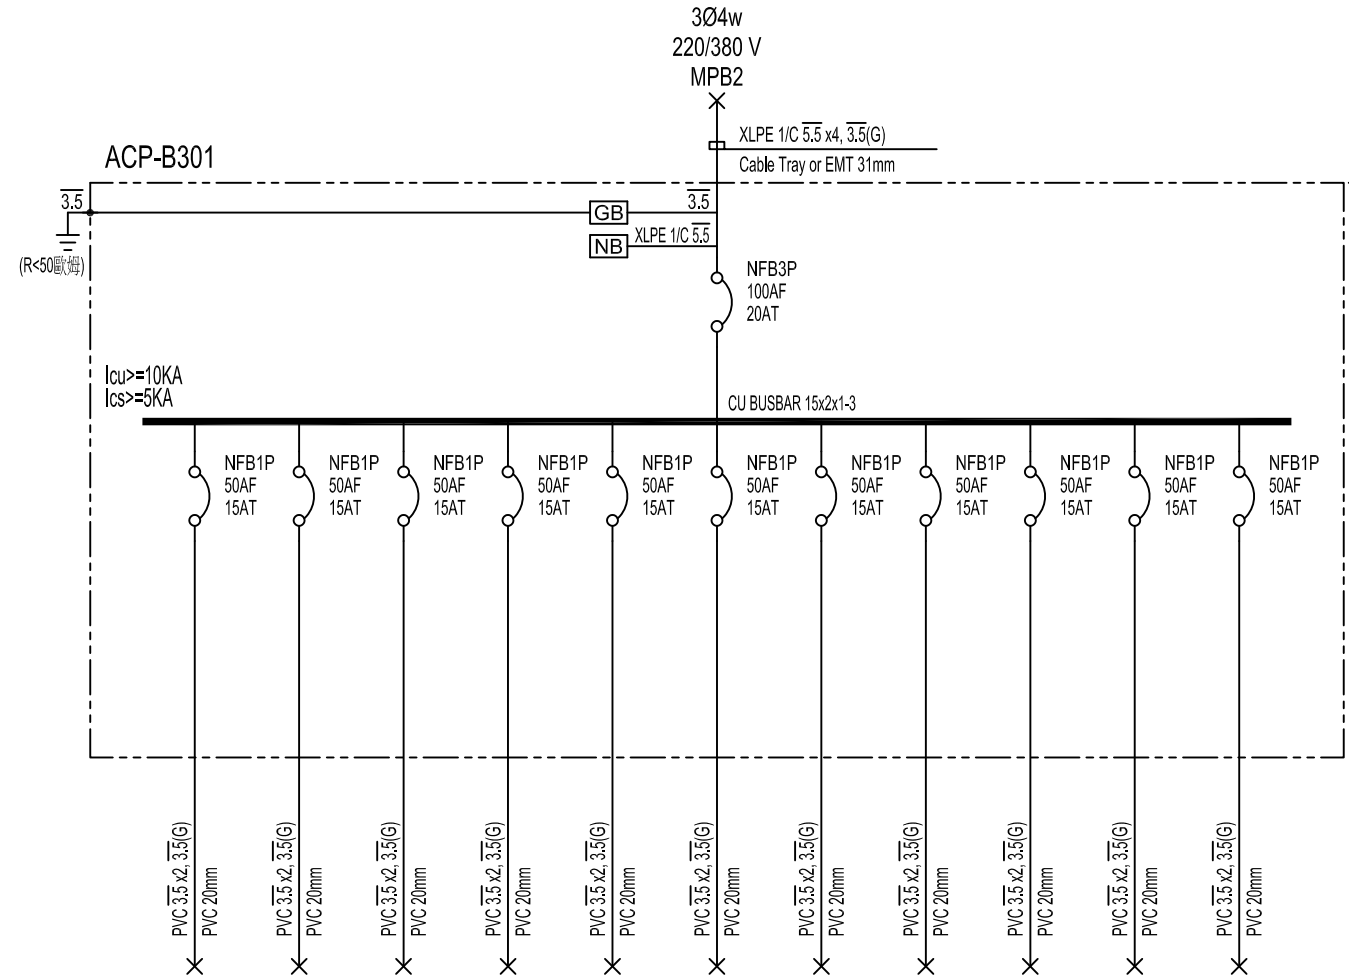 3Ø4w
220/380 V
MPB2
XLPE 1/C 5.5 x4, 3.5(G)
Cable Tray or EMT 31mm
ACP-B301
3.5
GB
3.5
NB
XLPE 1/C 5.5
(R<50歐姆)
NFB3P
100AF
20AT
Icu>=10KA
Ics>=5KA
CU BUSBAR 15x2x1-3
NFB1P
50AF
15AT
NFB1P
50AF
15AT
NFB1P
50AF
15AT
NFB1P
50AF
15AT
NFB1P
50AF
15AT
NFB1P
50AF
15AT
NFB1P
50AF
15AT
NFB1P
50AF
15AT
NFB1P
50AF
15AT
NFB1P
50AF
15AT
NFB1P
50AF
15AT
PVC 3.5 x2, 3.5(G)
PVC 20mm
PVC 3.5 x2, 3.5(G)
PVC 20mm
PVC 3.5 x2, 3.5(G)
PVC 20mm
PVC 3.5 x2, 3.5(G)
PVC 20mm
PVC 3.5 x2, 3.5(G)
PVC 20mm
PVC 3.5 x2, 3.5(G)
PVC 20mm
PVC 3.5 x2, 3.5(G)
PVC 20mm
PVC 3.5 x2, 3.5(G)
PVC 20mm
PVC 3.5 x2, 3.5(G)
PVC 20mm
PVC 3.5 x2, 3.5(G)
PVC 20mm
PVC 3.5 x2, 3.5(G)
PVC 20mm